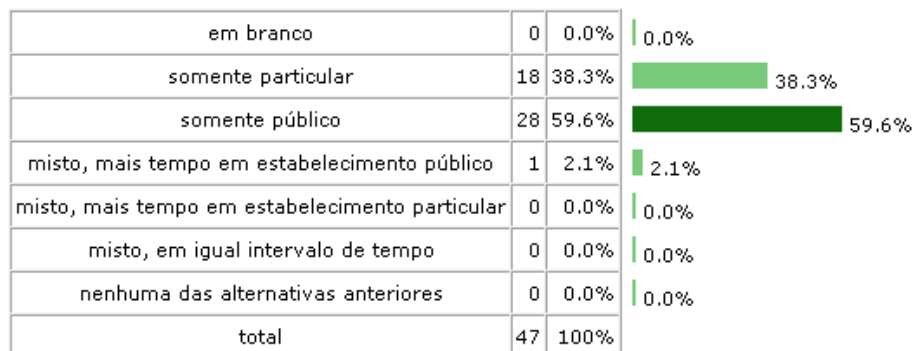 em branco 0 0.0% 0.0%
somente particular 18 38.3% 38.3%
somente público 28 59.6% 59.6%
misto, mais tempo em estabelecimento público 1 2.1% 2.1%
misto, mais tempo em estabelecimento particular 0 0.0% 0.0%
misto, em igual intervalo de tempo 0 0.0% 0.0%
nenhuma das alternativas anteriores 0 0.0% 0.0%
total 47 100%